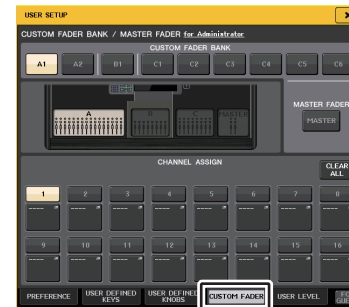 USER SETUP
CUSTOM FADER BANK / MASTER FADER for Administrator
CUSTOM FADER BANK
A1 A2 B1 C1 C2 C3 C4 C5 C6
A B C MASTER
MASTER FADER
MASTER
CHANNEL ASSIGN
CLEAR ALL
1 2 3 4 5 6 7 8
---- ---- ---- ---- ---- ---- ---- ----
9 10 11 12 13 14 15 16
---- ---- ---- ---- ---- ---- ---- ----
PREFERENCE USER DEFINED KEYS USER DEFINED KNOBS CUSTOM FADER USER LEVEL